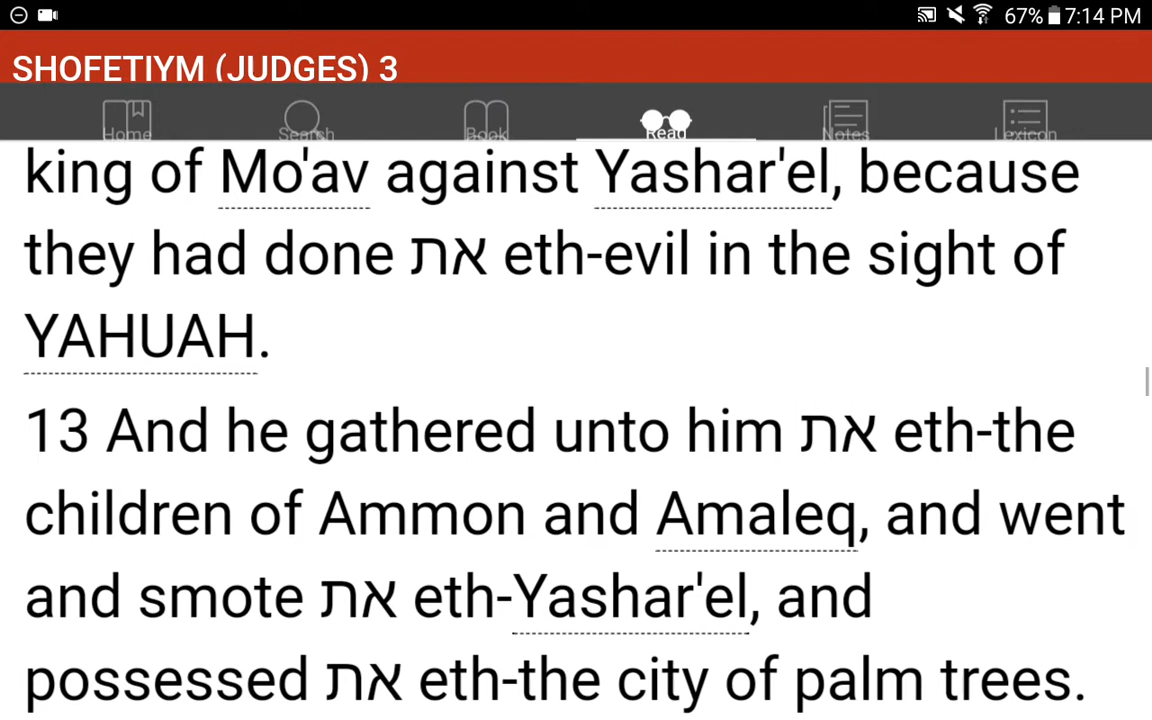 67% 7:14 PM
SHOFETIYM (JUDGES) 3
Home Search Book Read Notes Lexicon
king of Mo'av against Yashar'el, because
they had done את eth-evil in the sight of
YAHUAH.
13 And he gathered unto him את eth-the
children of Ammon and Amaleq, and went
and smote את eth-Yashar'el, and
possessed את eth-the city of palm trees.